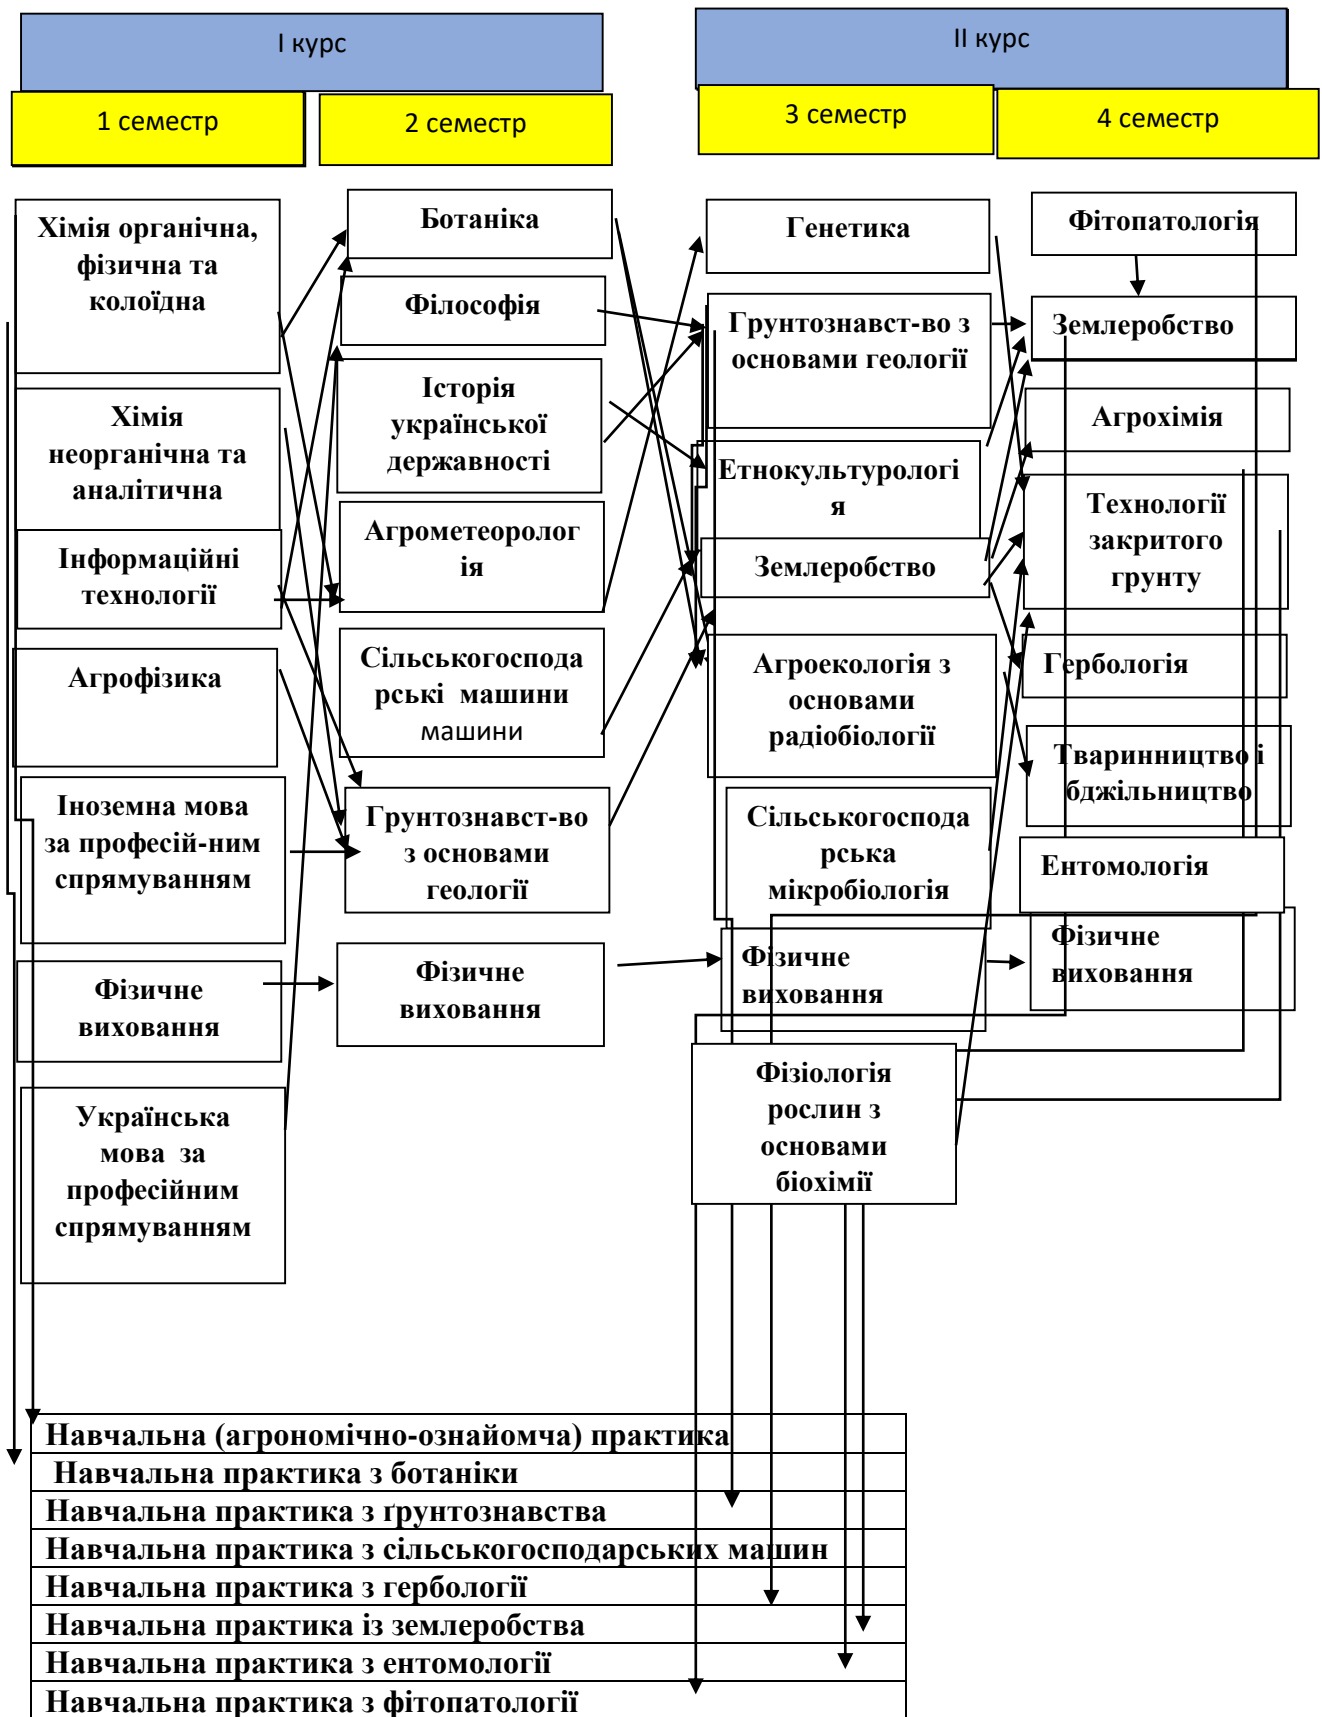 І курс
ІІ курс
1 семестр
2 семестр
3 семестр
4 семестр
Хімія органічна,
фізична та
колоїдна
Хімія
неорганічна та
аналітична
Інформаційні
технології
Агрофізика
Іноземна мова
за професій-ним
спрямуванням
Фізичне
виховання
Українська
мова за
професійним
спрямуванням
Ботаніка
Філософія
Історія
української
державності
Агрометеоролог
ія
Сільськогоспода
рські машини
машини
Грунтознавст-во
з основами
геології
Фізичне
виховання
Генетика
Грунтознавст-во з
основами геології
Етнокультурологі
я
Землеробство
Агроекологія з
основами
радіобіології
Сільськогоспода
рська
мікробіологія
Фізичне
виховання
Фізіологія
рослин з
основами
біохімії
Фітопатологія
Землеробство
Агрохімія
Технології
закритого
грунту
Гербологія
Тваринництво і
бджільництво
Ентомологія
Фізичне
виховання
Навчальна (агрономічно-ознайомча) практика
Навчальна практика з ботаніки
Навчальна практика з ґрунтознавства
Навчальна практика з сільськогосподарських машин
Навчальна практика з гербології
Навчальна практика із землеробства
Навчальна практика з ентомології
Навчальна практика з фітопатології